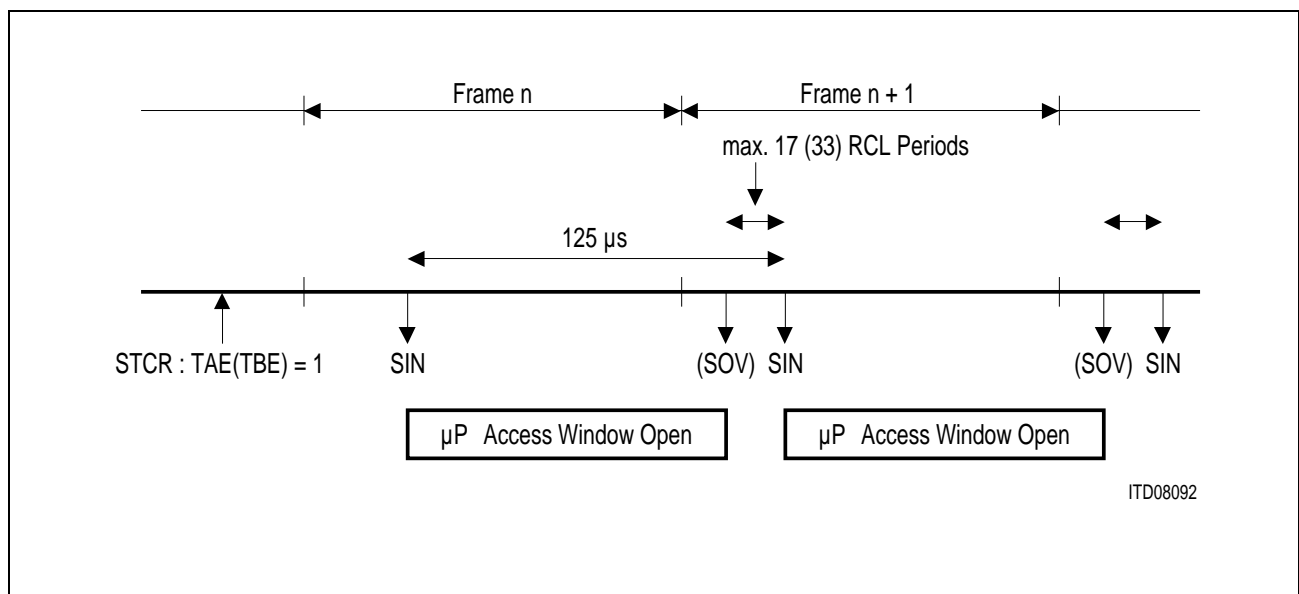 Frame n
Frame n + 1
max. 17 (33) RCL Periods
125 µs
STCR : TAE(TBE) = 1
SIN
(SOV) SIN
(SOV) SIN
µP Access Window Open
µP Access Window Open
ITD08092